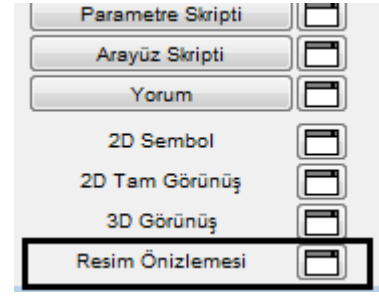 Parametre Skripti
Arayüz Skripti
Yorum
2D Sembol
2D Tam Görünüş
3D Görünüş
Resim Önizlemesi